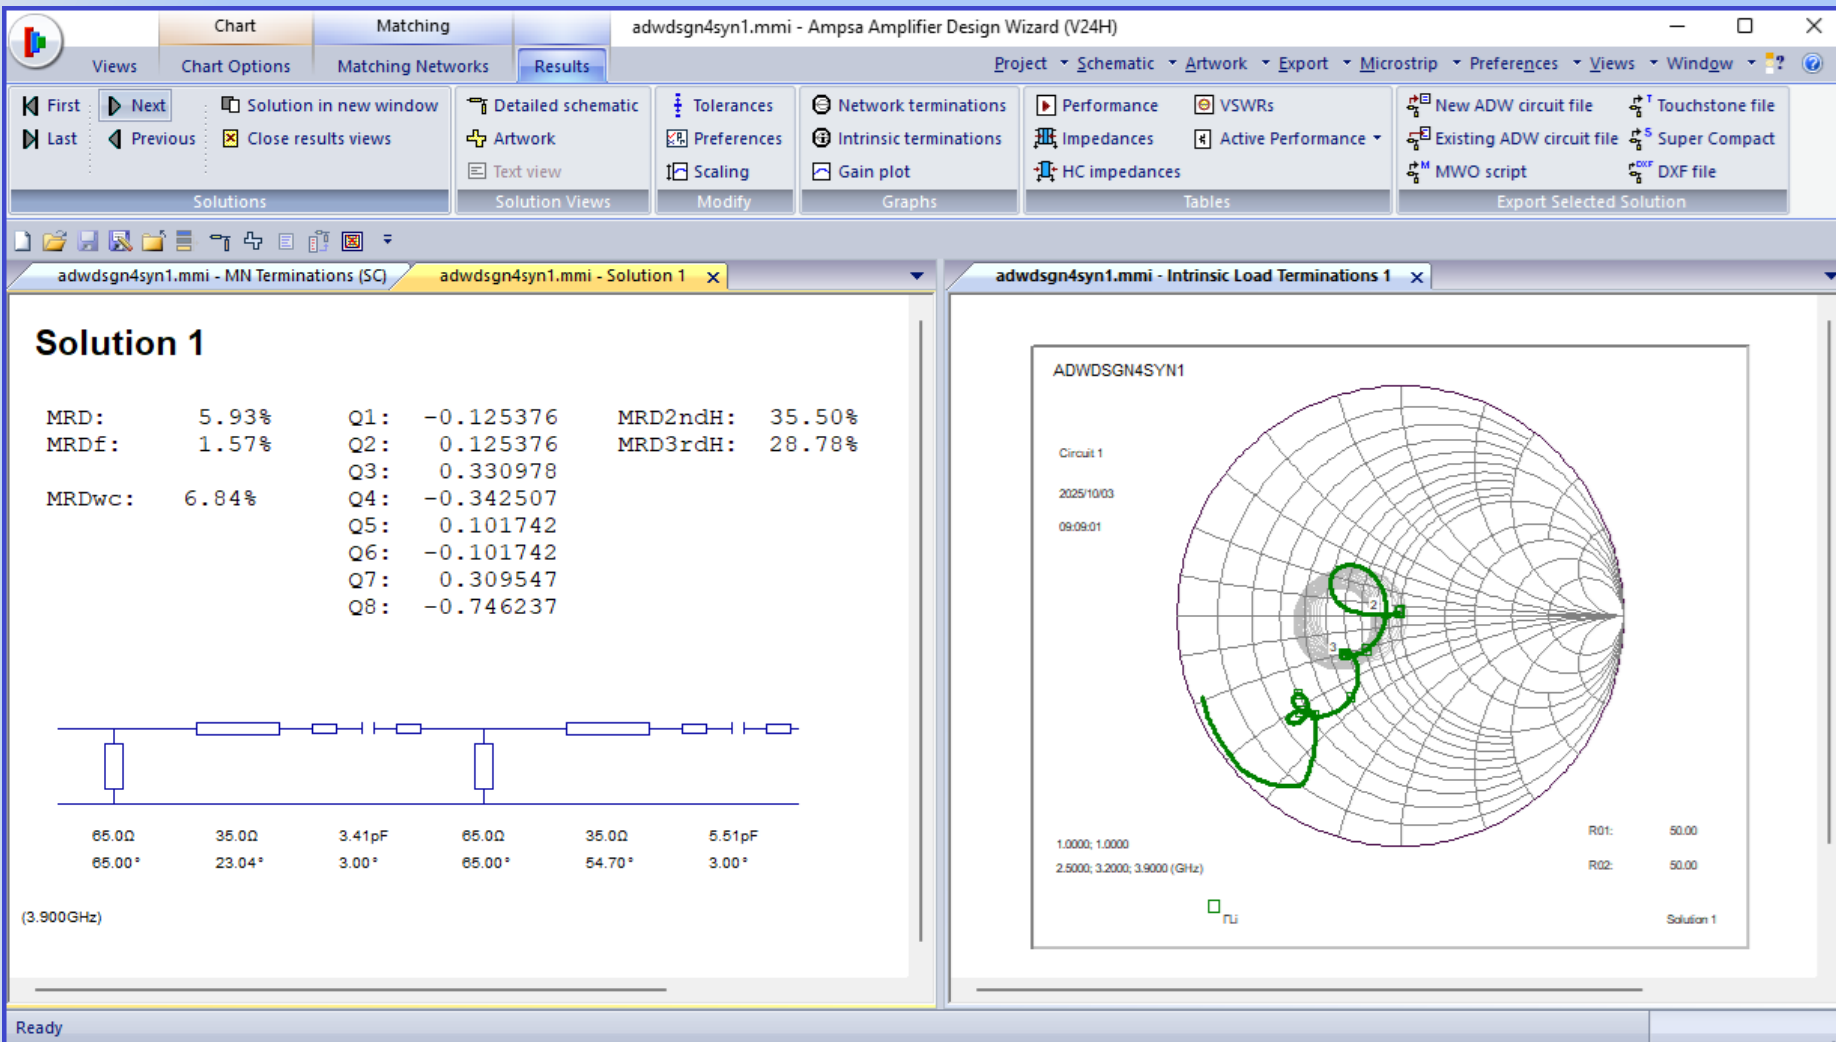 Chart Matching adwdsgn4syn1.mmi - Ampsa Amplifier Design Wizard (V24H)
Views Chart Options Matching Networks Results Project Schematic Artwork Export Microstrip Preferences Views Window ?
First Next Solution in new window Detailed schematic Tolerances Network terminations Performance VSWRs New ADW circuit file Touchstone file
Last Previous Close results views Artwork Preferences Intrinsic terminations Impedances Active Performance Existing ADW circuit file Super Compact
Text view Scaling Gain plot HC impedances MWO script DXF file
Solutions Solution Views Modify Graphs Tables Export Selected Solution
adwdsgn4syn1.mmi - MN Terminations (SC) adwdsgn4syn1.mmi - Solution 1 adwdsgn4syn1.mmi - Intrinsic Load Terminations 1
Solution 1
MRD: 5.93% Q1: -0.125376 MRD2ndH: 35.50%
MRDf: 1.57% Q2: 0.125376 MRD3rdH: 28.78%
Q3: 0.330978
MRDwc: 6.84% Q4: -0.342507
Q5: 0.101742
Q6: -0.101742
Q7: 0.309547
Q8: -0.746237
65.0Ω 35.0Ω 3.41pF 65.0Ω 35.0Ω 5.51pF
65.00° 23.04° 3.00° 65.00° 54.70° 3.00°
(3.900GHz)
ADWDSGN4SYN1
Circuit 1
2025/10/03
09:09:01
2
3
1.0000; 1.0000
2.5000; 3.2000; 3.9000 (GHz)
R01: 50.00
R02: 50.00
ΓLi
Solution 1
Ready